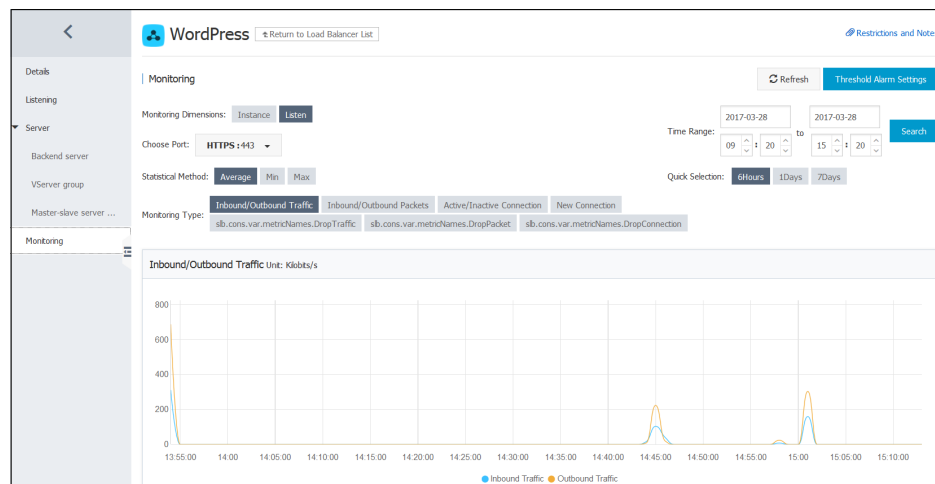 WordPress
Return to Load Balancer List
Restrictions and Note
Details
Listening
Server
Backend server
VServer group
Master-slave server ...
Monitoring
Monitoring
Refresh
Threshold Alarm Settings
Monitoring Dimensions: Instance Listen
Choose Port: HTTPS :443
Time Range: 2017-03-28 09 : 20 to 2017-03-28 15 : 20 Search
Statistical Method: Average Min Max
Quick Selection: 6Hours 1Days 7Days
Monitoring Type: Inbound/Outbound Traffic Inbound/Outbound Packets Active/Inactive Connection New Connection
slb.cons.var.metricNames.DropTraffic slb.cons.var.metricNames.DropPacket slb.cons.var.metricNames.DropConnection
Inbound/Outbound Traffic Unit: Kilobits/s
800
600
400
200
0
13:55:00 14:00 14:05:00 14:10:00 14:15:00 14:20:00 14:25:00 14:30:00 14:35:00 14:40:00 14:45:00 14:50:00 14:55:00 15:00 15:05:00 15:10:00
Inbound Traffic Outbound Traffic